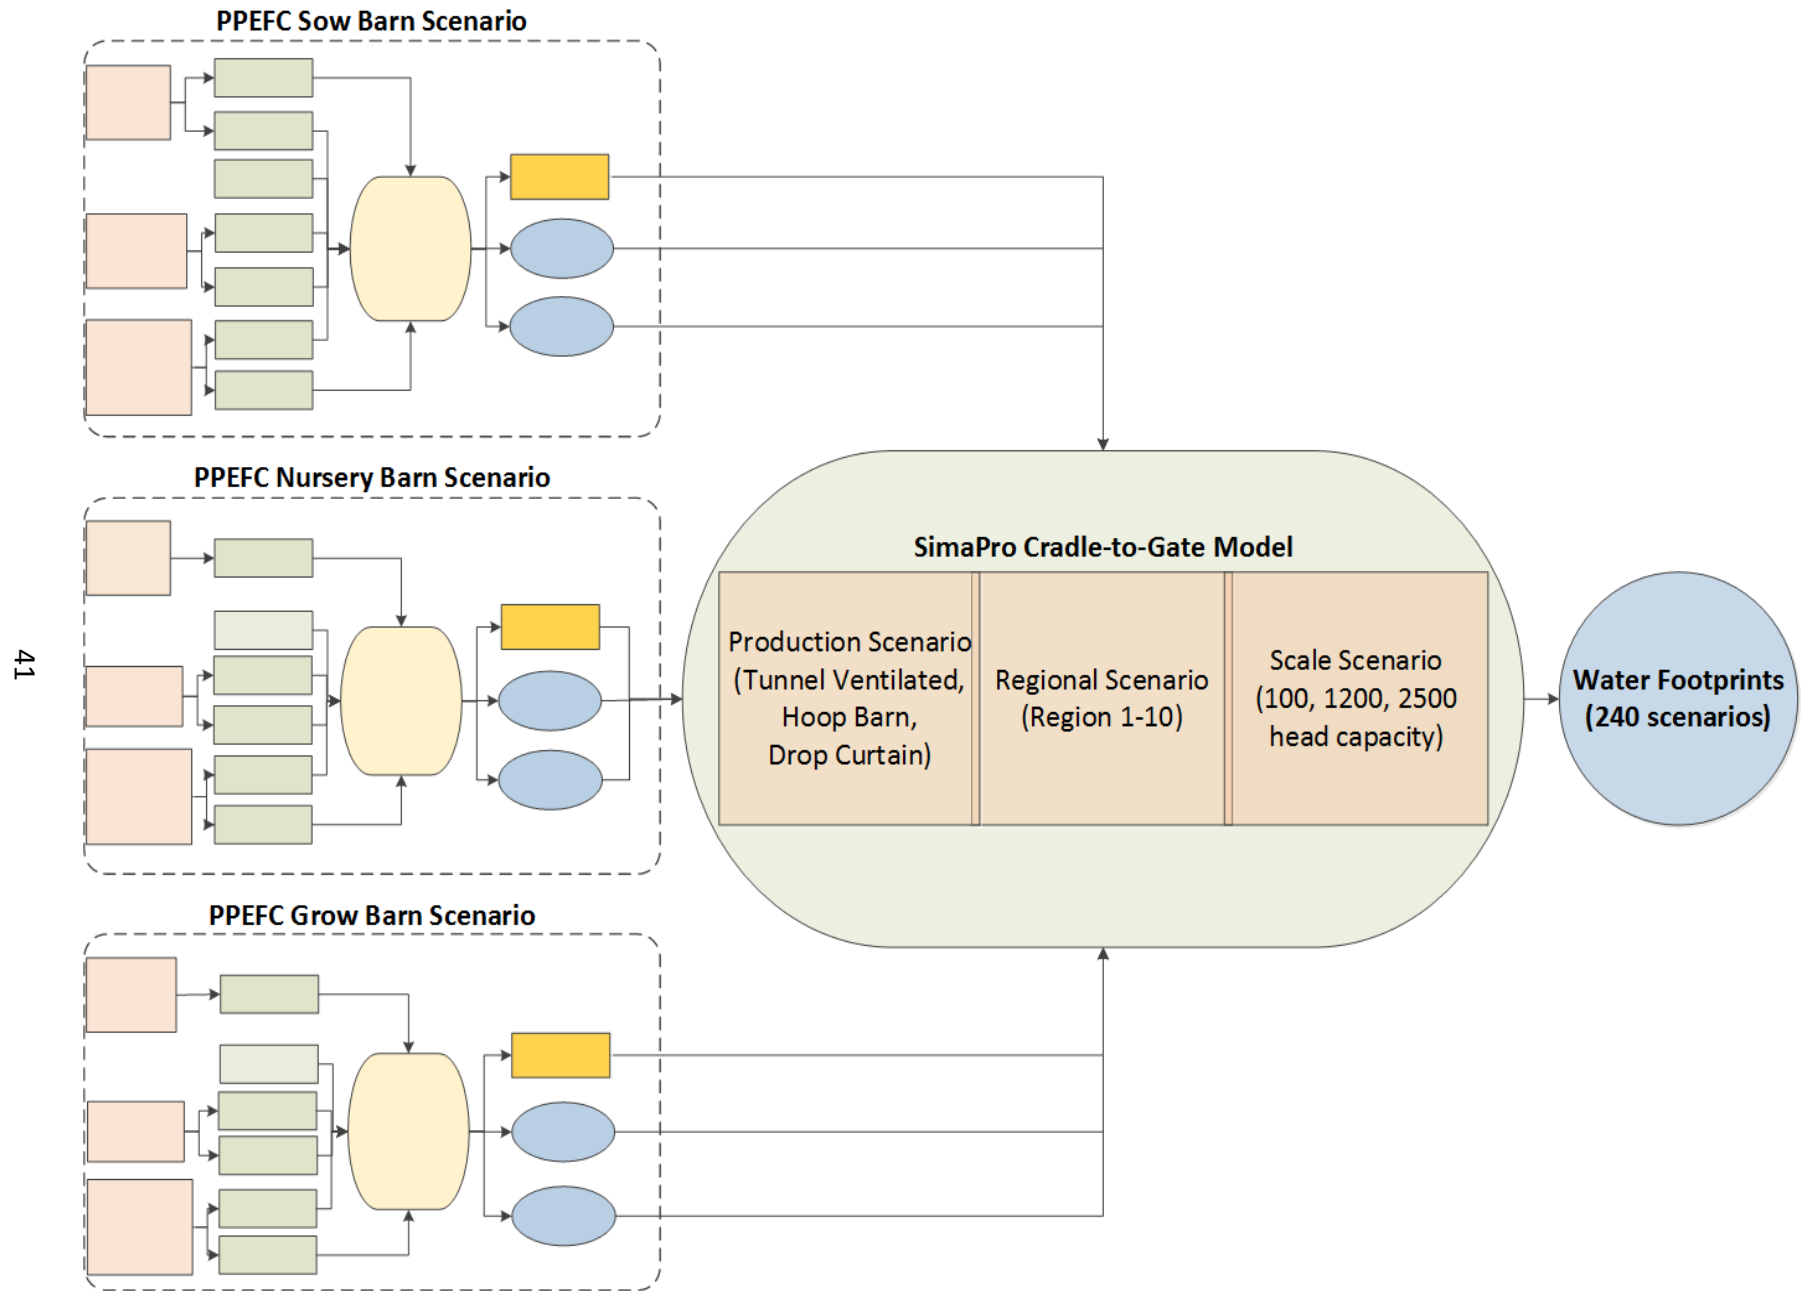 PPEFC Sow Barn Scenario
PPEFC Nursery Barn Scenario
SimaPro Cradle-to-Gate Model
Production Scenario
(Tunnel Ventilated,
Hoop Barn,
Drop Curtain)
Regional Scenario
(Region 1-10)
Scale Scenario
(100, 1200, 2500
head capacity)
Water Footprints
(240 scenarios)
PPEFC Grow Barn Scenario
41